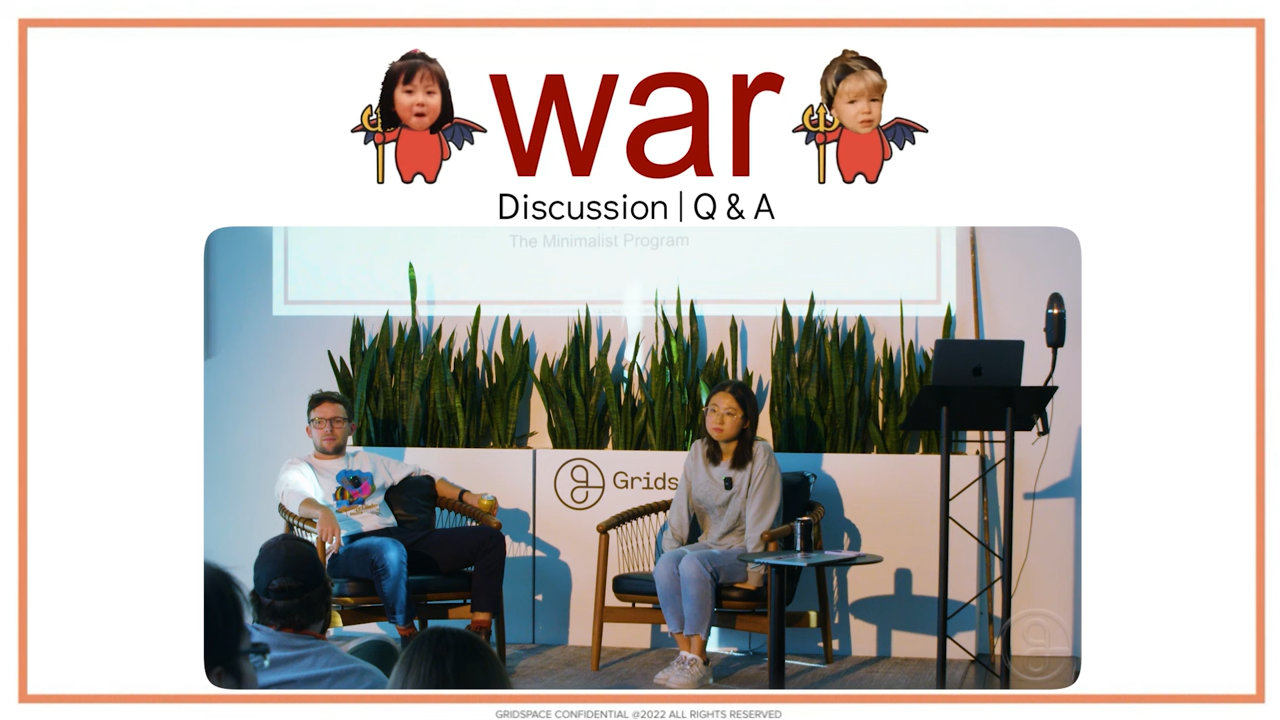 war
Discussion | Q & A
The Minimalist Program
Grids
GRIDSPACE CONFIDENTIAL @2022 ALL RIGHTS RESERVED